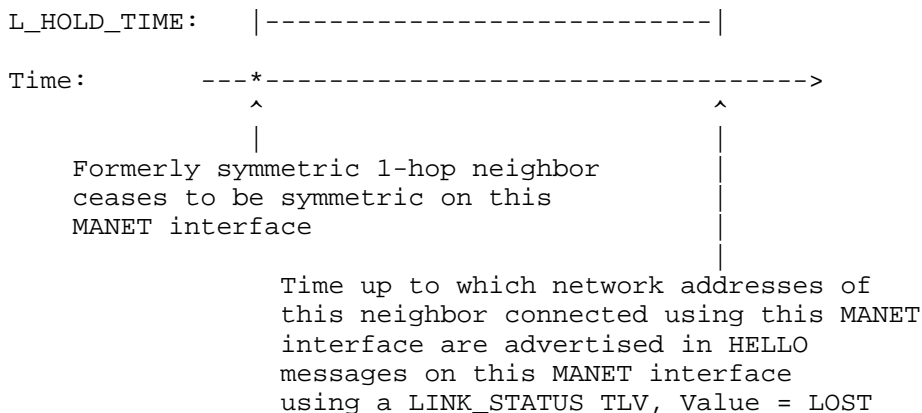 L_HOLD_TIME:   |----------------------------|
Time:       ---*---------------------------------->
^                            ^
|                            |
Formerly symmetric 1-hop neighbor       |
ceases to be symmetric on this          |
MANET interface                         |
|
Time up to which network addresses of
this neighbor connected using this MANET
interface are advertised in HELLO
messages on this MANET interface
using a LINK_STATUS TLV, Value = LOST